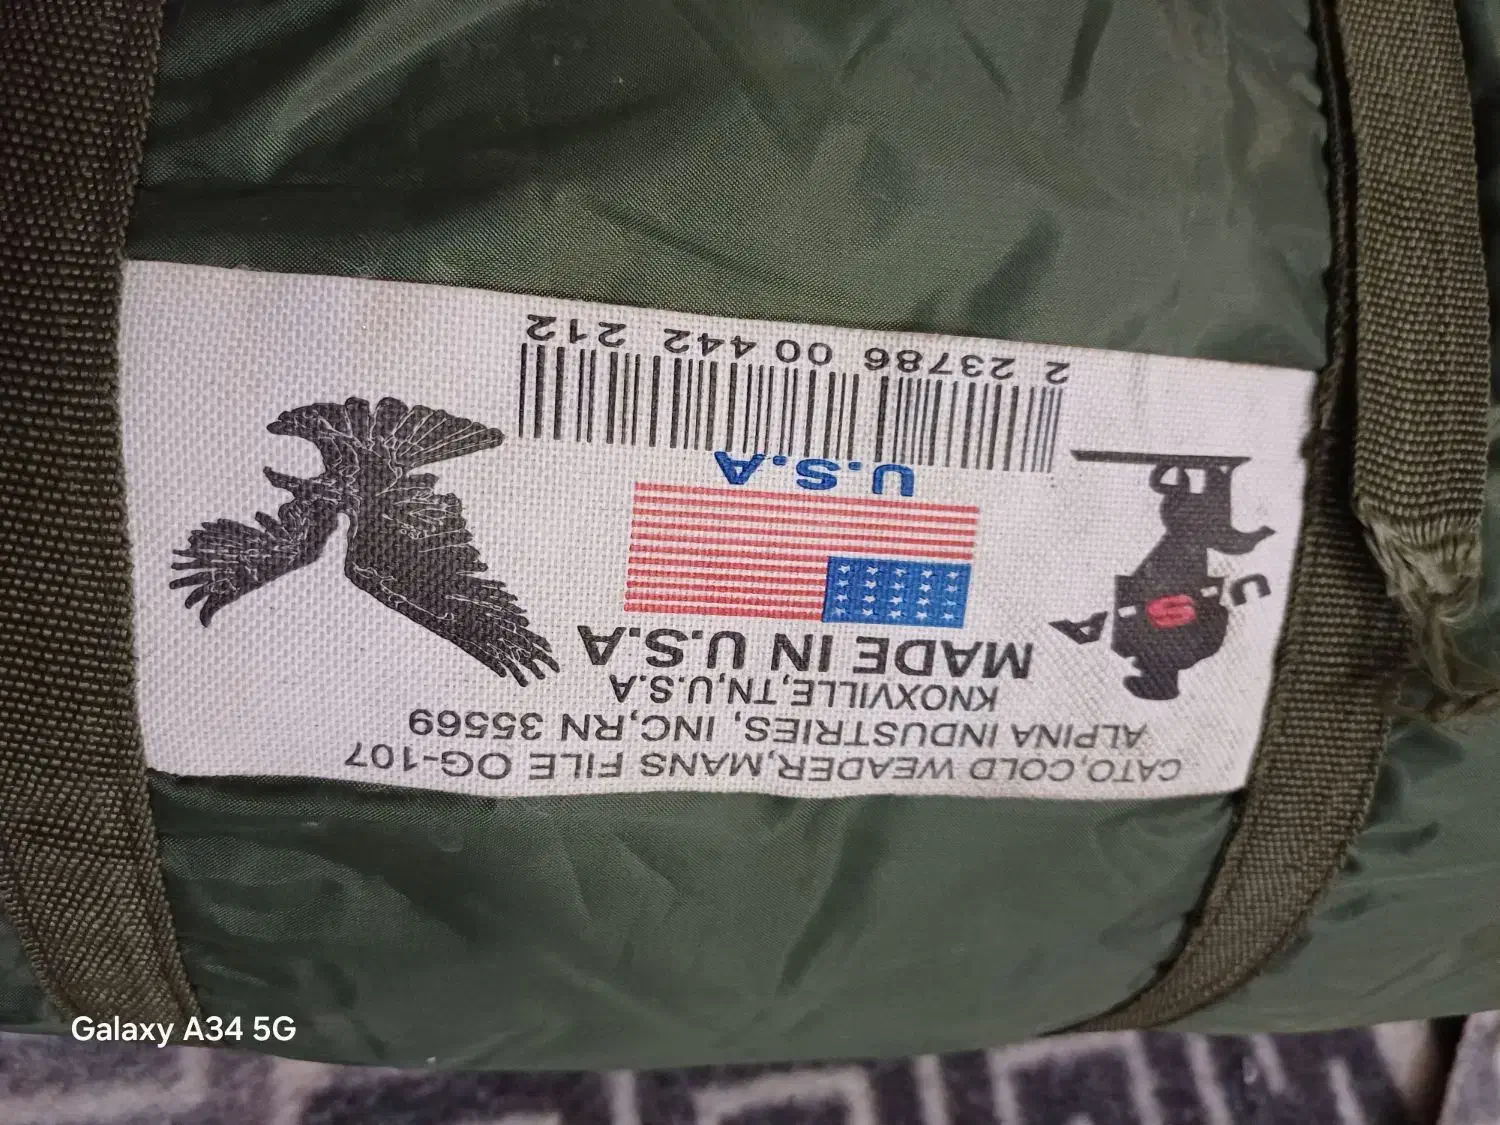 CATO,COLD WEADER,MANS FILE OG-107
ALPINA INDUSTRIES, INC,RN 35569
KNOXVILLE,TN,U.S.A
MADE IN U.S.A
U S A
U.S.A
2 23786 00 442 212
Galaxy A34 5G